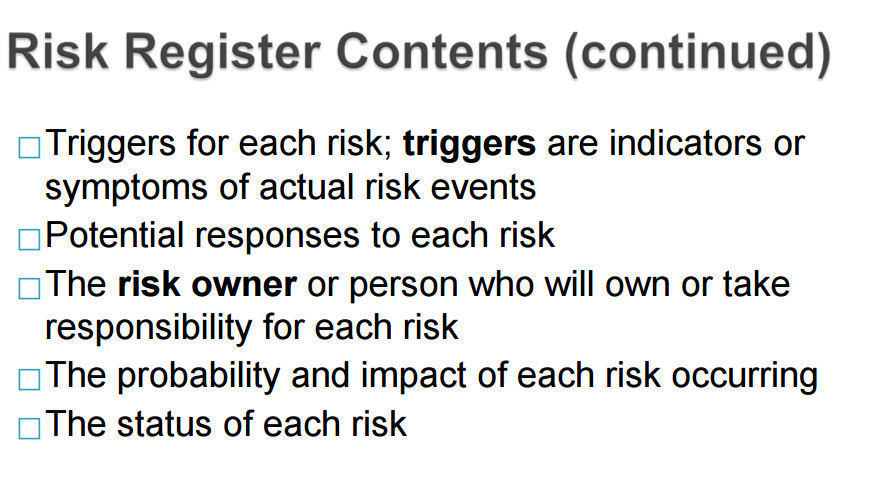 Risk Register Contents (continued)
Triggers for each risk; triggers are indicators or
symptoms of actual risk events
Potential responses to each risk
The risk owner or person who will own or take
responsibility for each risk
The probability and impact of each risk occurring
The status of each risk